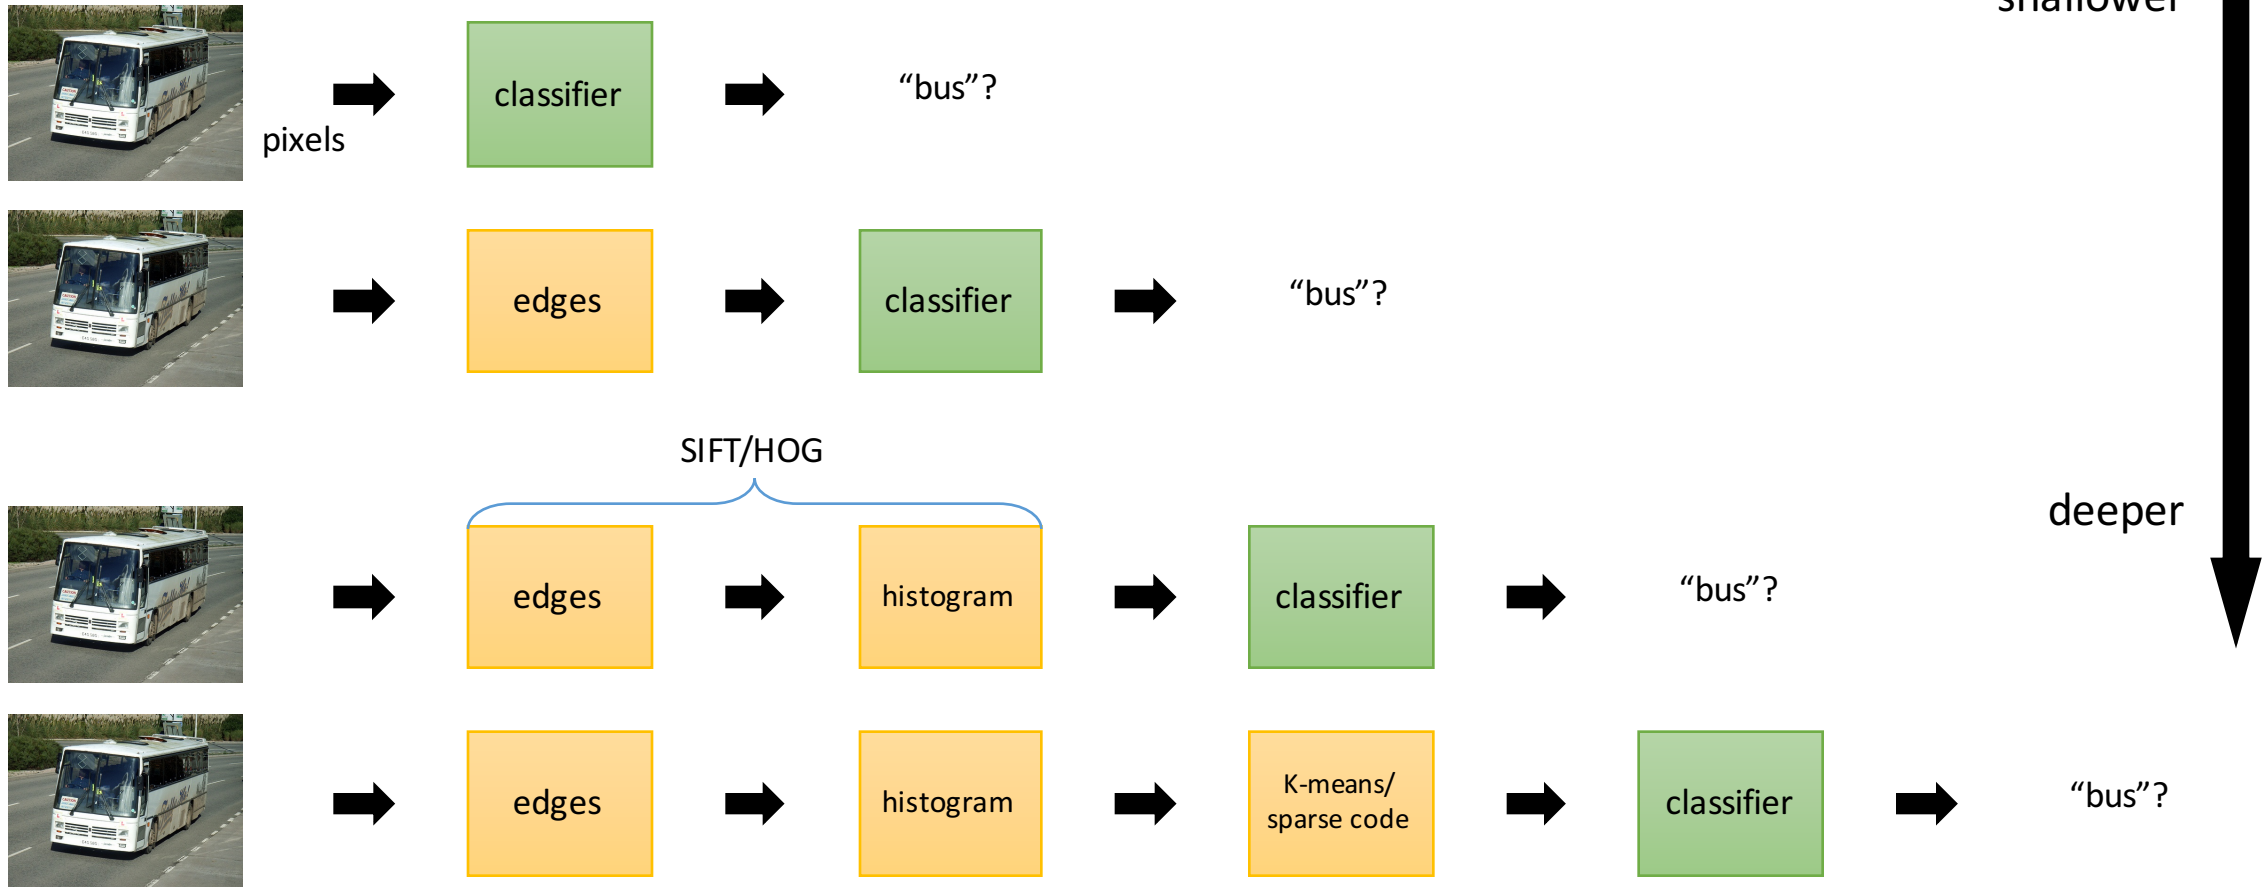 shallower
classifier
“bus”?
pixels
edges
classifier
“bus”?
SIFT/HOG
deeper
edges
histogram
classifier
“bus”?
edges
histogram
K-means/
sparse code
classifier
“bus”?